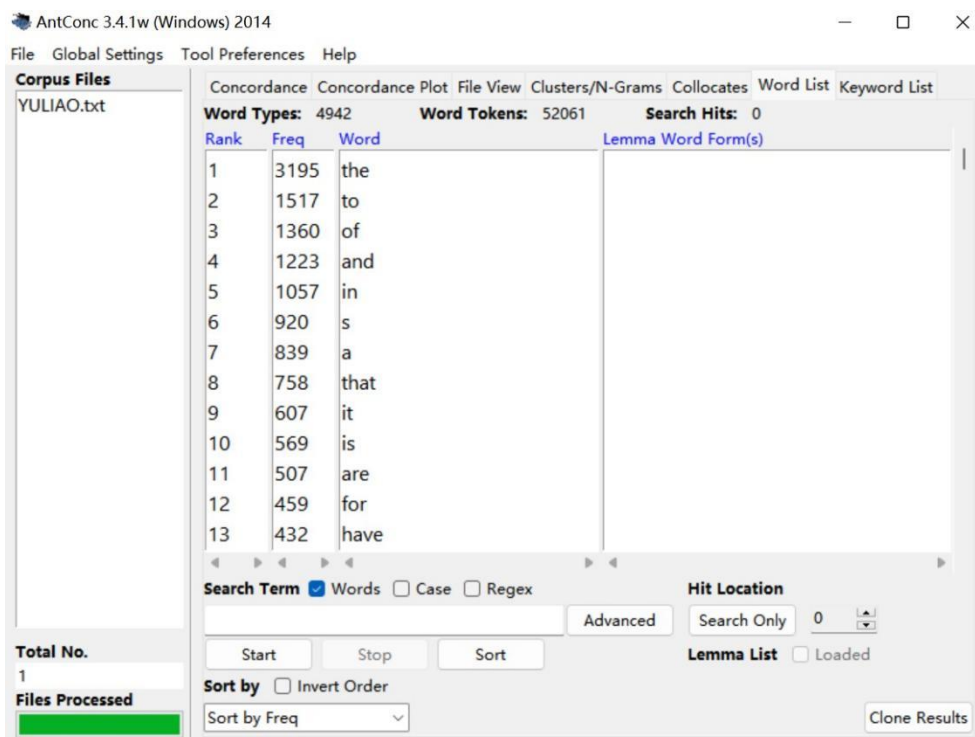 AntConc 3.4.1w (Windows) 2014
File Global Settings Tool Preferences Help
Corpus Files
YULIAO.txt
Concordance Concordance Plot File View Clusters/N-Grams Collocates Word List Keyword List
Word Types: 4942 Word Tokens: 52061 Search Hits: 0
Rank Freq Word Lemma Word Form(s)
1 3195 the
2 1517 to
3 1360 of
4 1223 and
5 1057 in
6 920 s
7 839 a
8 758 that
9 607 it
10 569 is
11 507 are
12 459 for
13 432 have
Search Term Words Case Regex Hit Location
Advanced Search Only 0
Total No.
1
Files Processed
Start Stop Sort Lemma List Loaded
Sort by Invert Order
Sort by Freq Clone Results